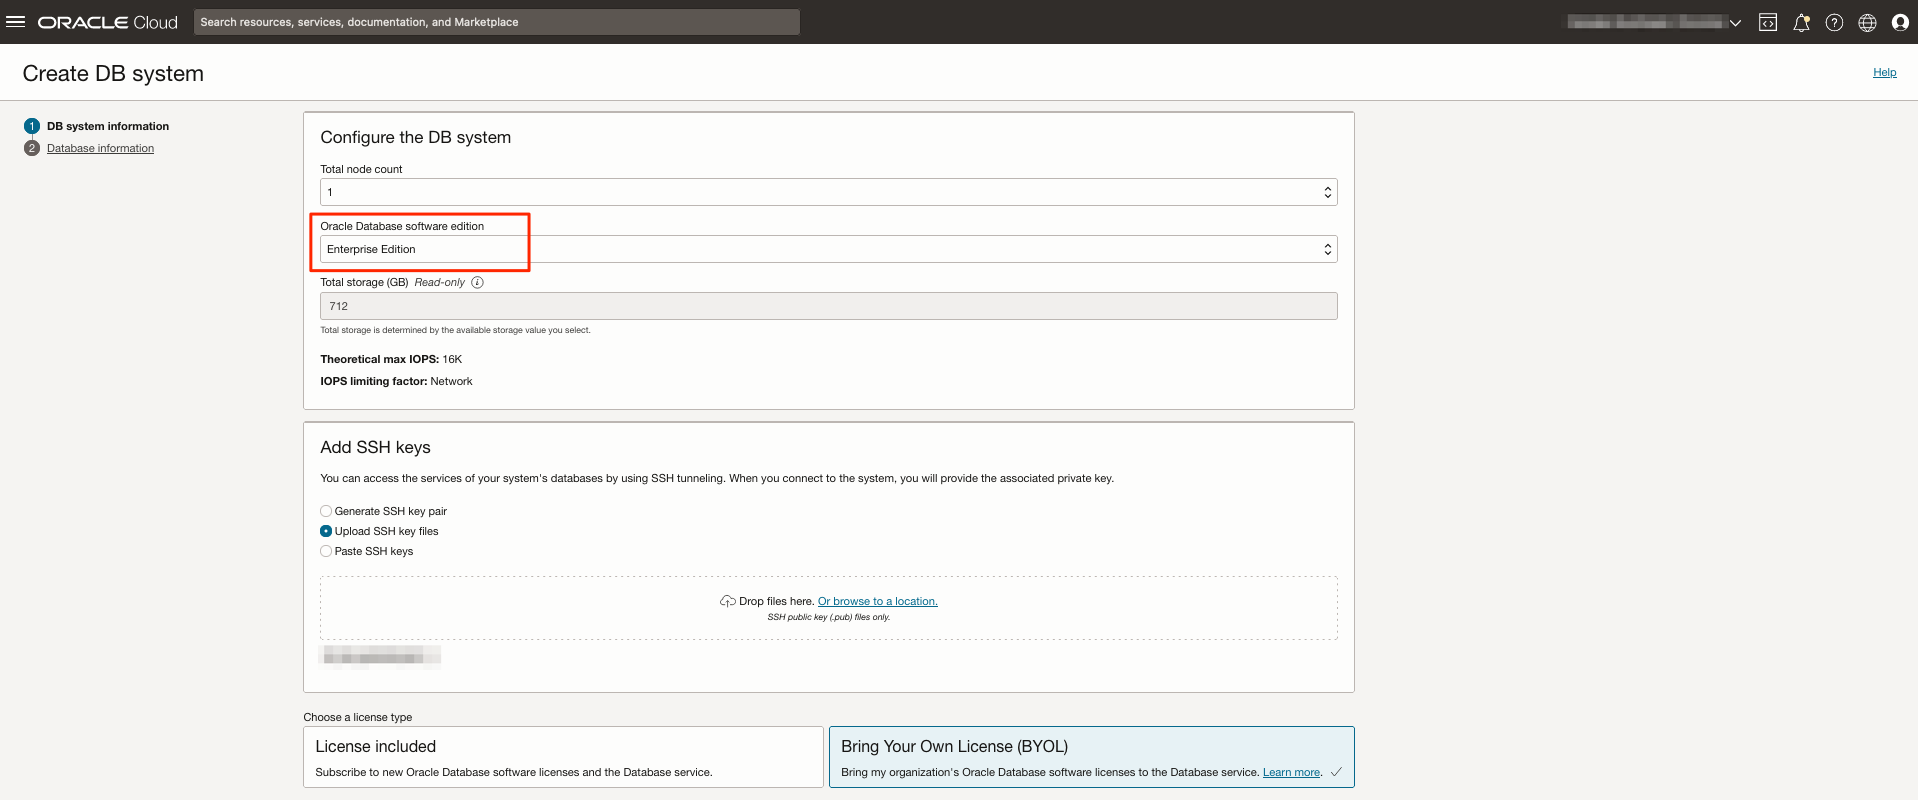 ORACLE Cloud
Search resources, services, documentation, and Marketplace
Create DB system
Help
1 DB system information
2 Database information
Configure the DB system
Total node count
1
Oracle Database software edition
Enterprise Edition
Total storage (GB) Read-only
712
Total storage is determined by the available storage value you select.
Theoretical max IOPS: 16K
IOPS limiting factor: Network
Add SSH keys
You can access the services of your system's databases by using SSH tunneling. When you connect to the system, you will provide the associated private key.
Generate SSH key pair
Upload SSH key files
Paste SSH keys
Drop files here. Or browse to a location.
SSH public key (.pub) files only.
Choose a license type
License included
Subscribe to new Oracle Database software licenses and the Database service.
Bring Your Own License (BYOL)
Bring my organization's Oracle Database software licenses to the Database service. Learn more.